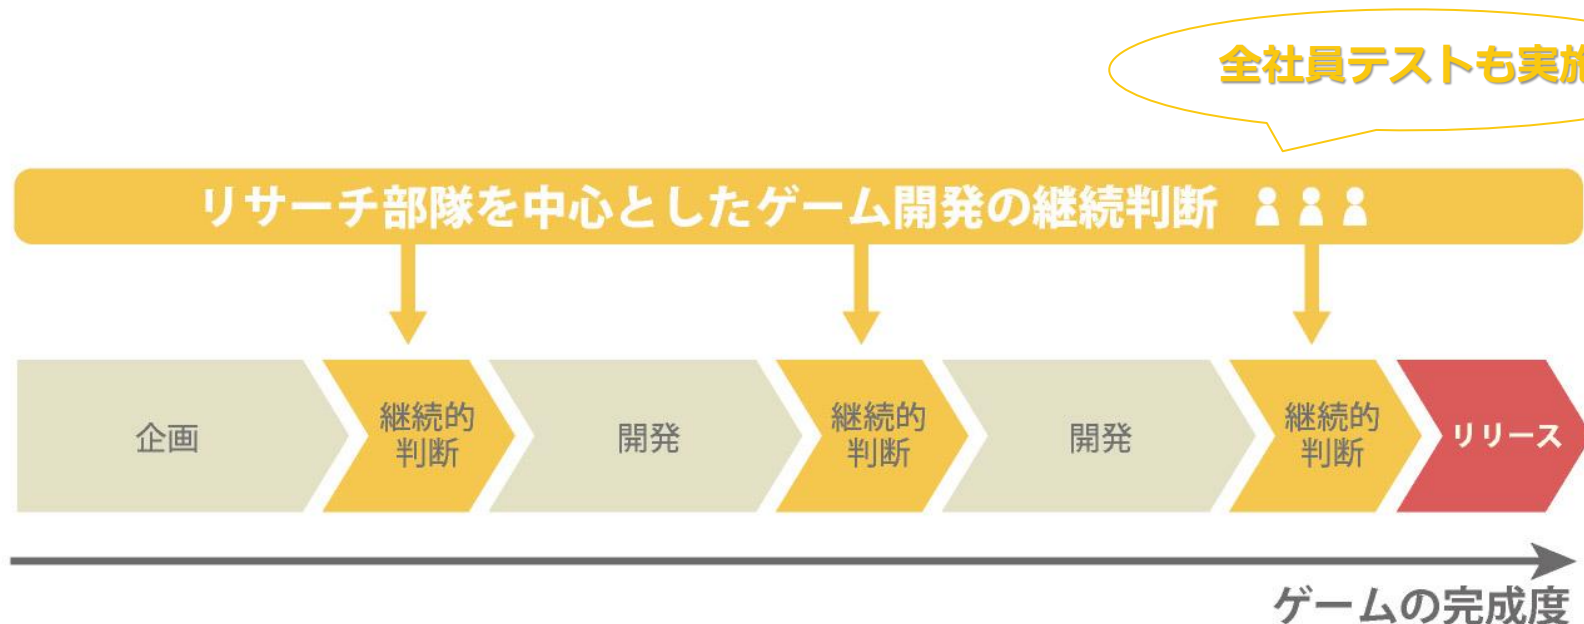 全社員テストも実施
リサーチ部隊を中心としたゲーム開発の継続判断
企画
継続的
判断
開発
継続的
判断
開発
継続的
判断
リリース
ゲームの完成度